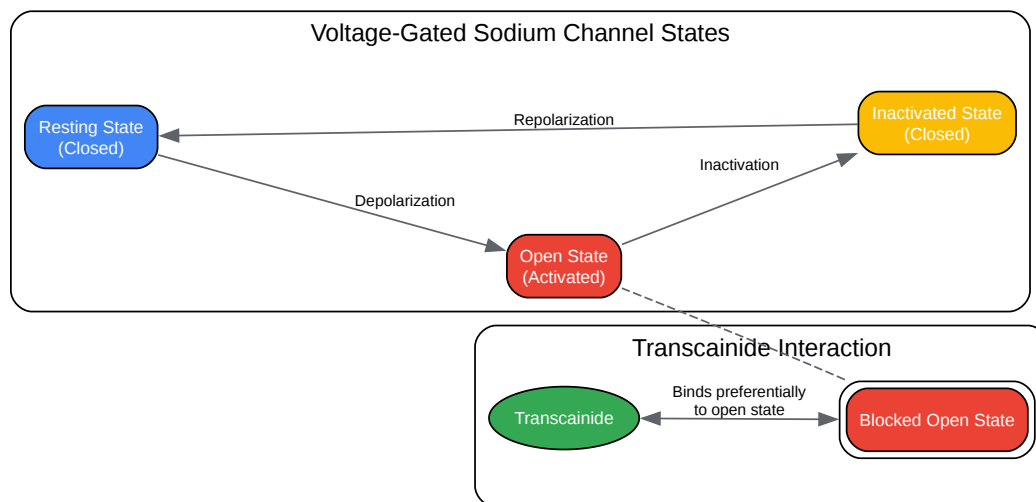 Voltage-Gated Sodium Channel States
Resting State
(Closed)
Repolarization
Inactivated State
(Closed)
Inactivation
Depolarization
Open State
(Activated)
Transcainide Interaction
Transcainide
Binds preferentially
to open state
Blocked Open State